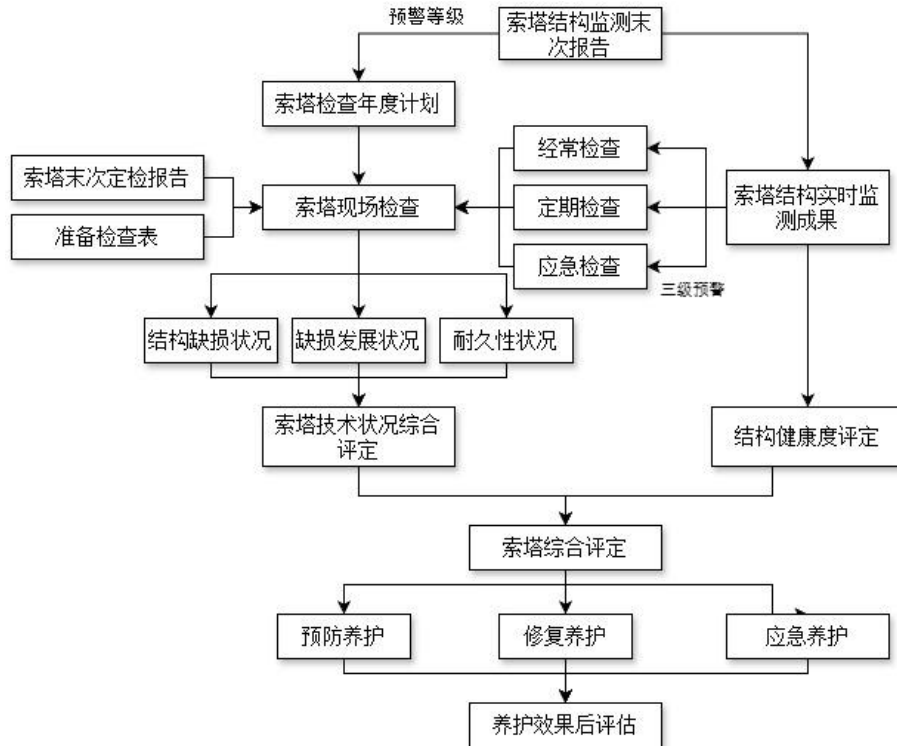 预警等级
索塔结构监测末
次报告
索塔检查年度计划
经常检查
索塔末次定检报告
索塔现场检查
定期检查
索塔结构实时监
测成果
准备检查表
应急检查
三级预警
结构缺损状况
缺损发展状况
耐久性状况
索塔技术状况综合
评定
结构健康度评定
索塔综合评定
预防养护
修复养护
应急养护
养护效果后评估